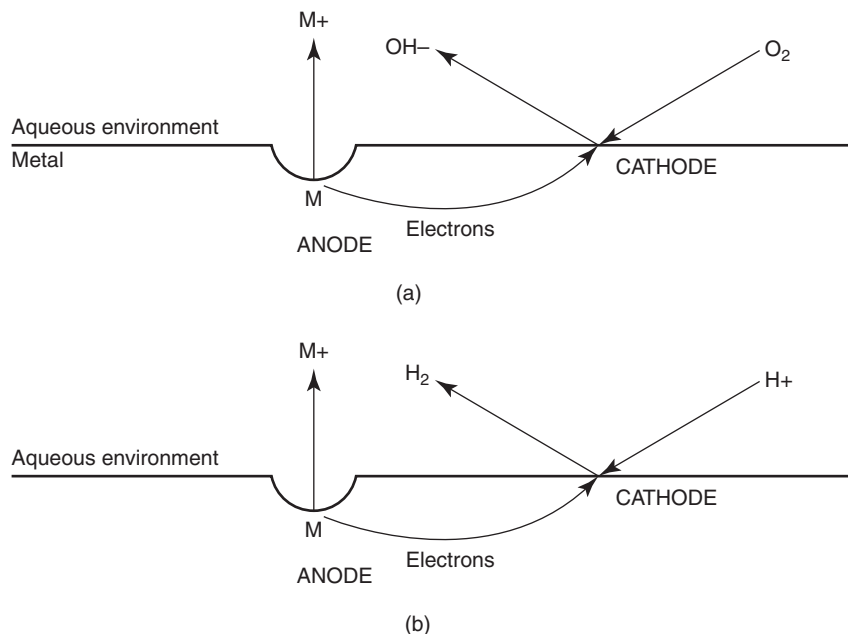 M+
OH–
O₂
Aqueous environment
Metal
CATHODE
M
Electrons
ANODE
(a)
M+
H₂
H+
Aqueous environment
CATHODE
M
Electrons
ANODE
(b)